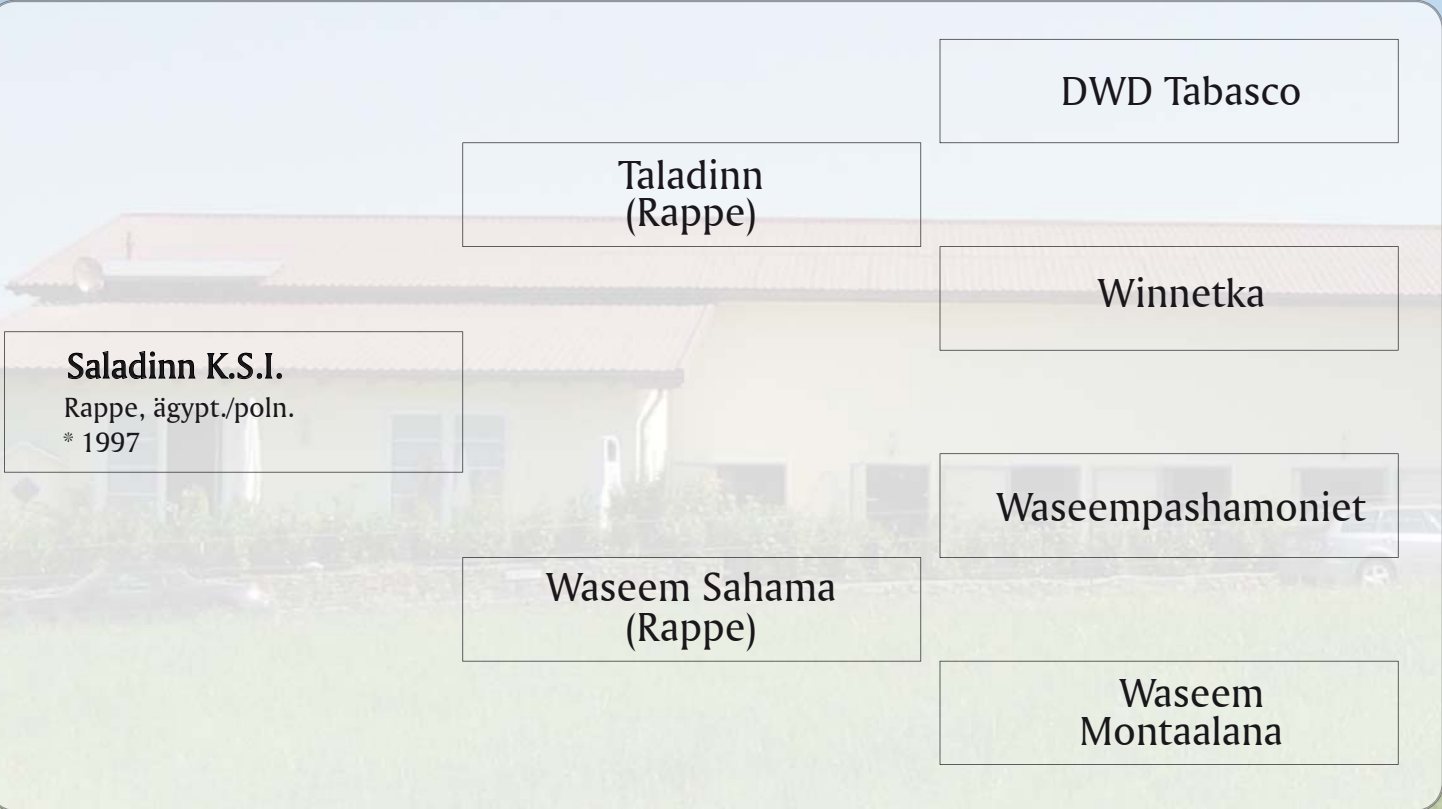 DWD Tabasco
Taladinn
(Rappe)
Winnetka
Saladinn K.S.I.
Rappe, ägypt./poln.
* 1997
Waseempashamoniet
Waseem Sahama
(Rappe)
Waseem
Montaalana